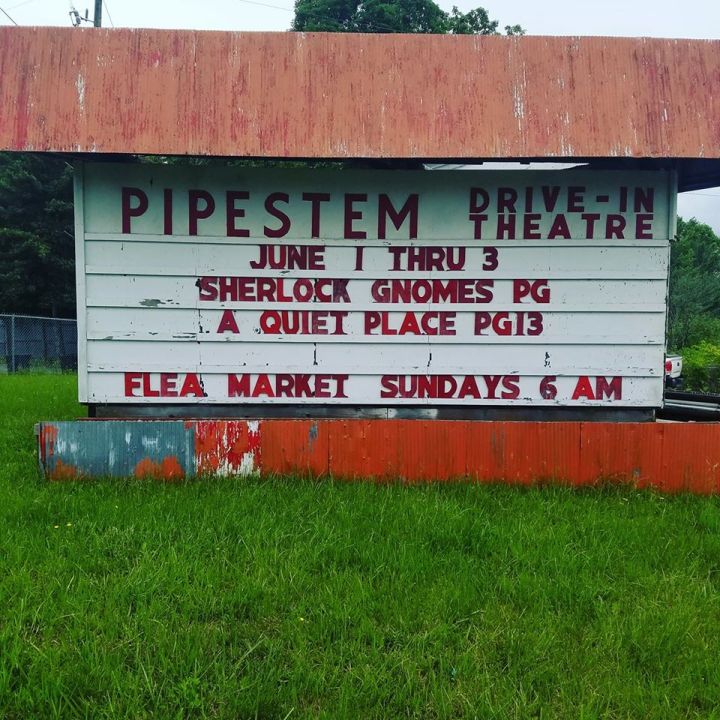 PIPESTEM DRIVE-IN THEATRE
JUNE 1 THRU 3
SHERLOCK GNOMES PG
A QUIET PLACE PG13
FLEA MARKET SUNDAYS 6 AM